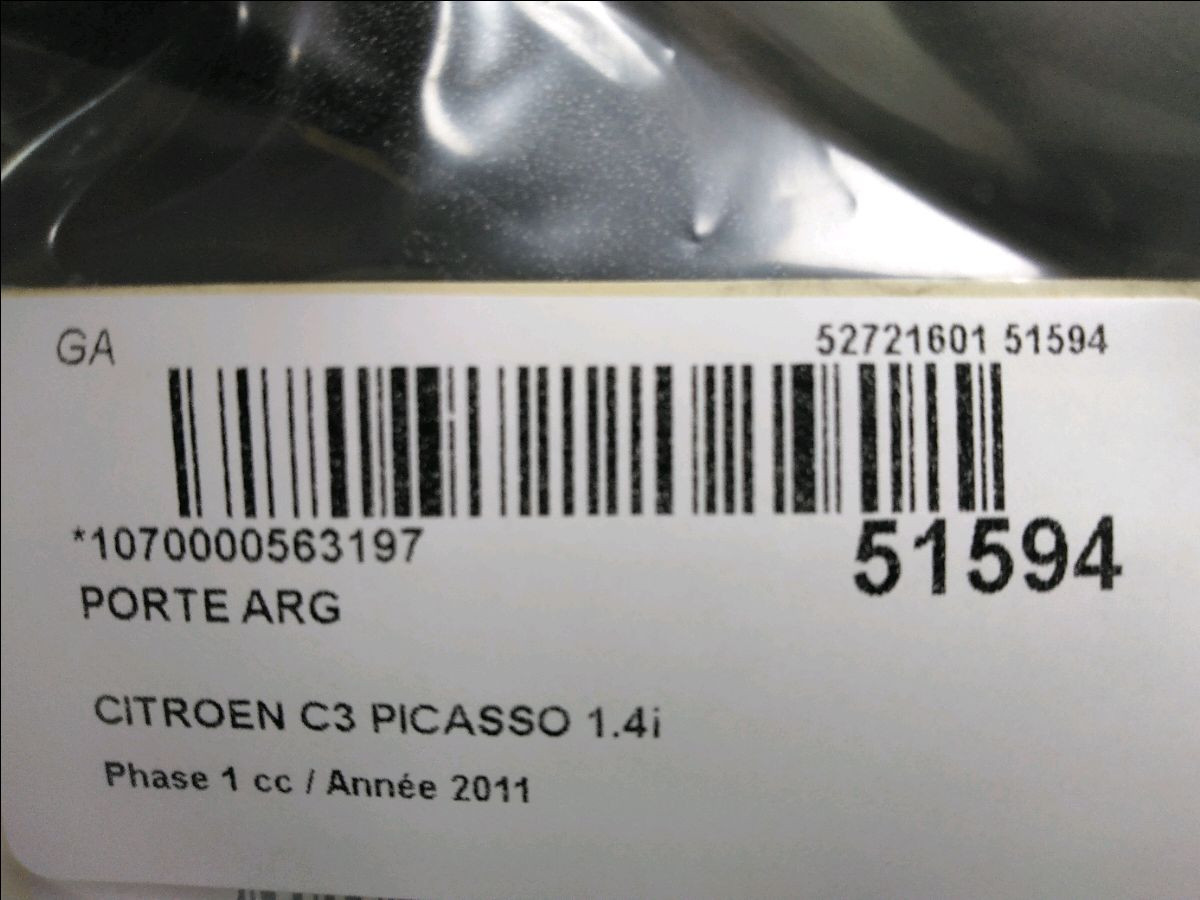 GA
52721601 51594
*1070000563197
51594
PORTE ARG
CITROEN C3 PICASSO 1.4i
Phase 1 cc / Année 2011